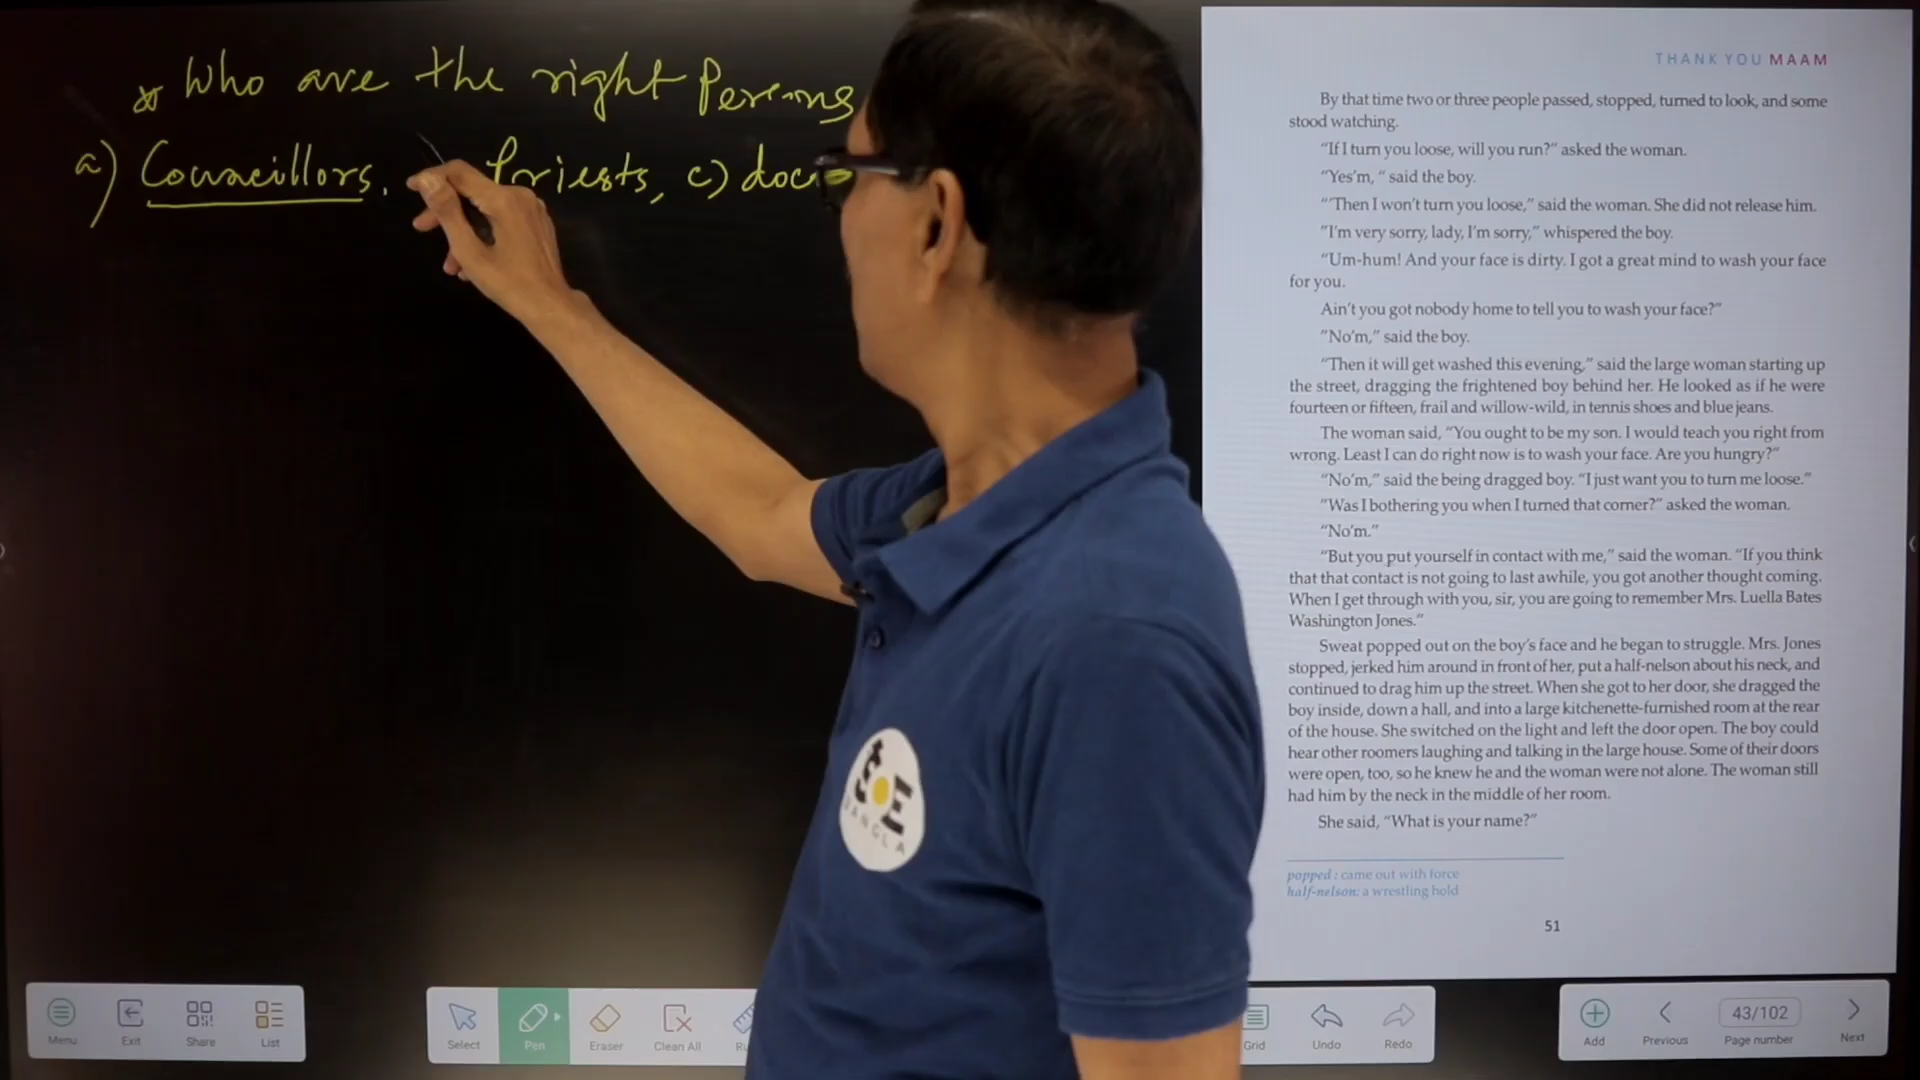 Who are the right Persons
a) Councillors. Priests, c) doc
THANK YOU MAAM
By that time two or three people passed, stopped, turned to look, and some
stood watching.
“If I turn you loose, will you run?” asked the woman.
“Yes’m, “ said the boy.
“’Then I won’t turn you loose,” said the woman. She did not release him.
“I’m very sorry, lady, I’m sorry,” whispered the boy.
“Um-hum! And your face is dirty. I got a great mind to wash your face
for you.
Ain’t you got nobody home to tell you to wash your face?”
“No’m,” said the boy.
“Then it will get washed this evening,” said the large woman starting up
the street, dragging the frightened boy behind her. He looked as if he were
fourteen or fifteen, frail and willow-wild, in tennis shoes and blue jeans.
The woman said, “You ought to be my son. I would teach you right from
wrong. Least I can do right now is to wash your face. Are you hungry?”
“No’m,” said the being dragged boy. “I just want you to turn me loose.”
“Was I bothering you when I turned that corner?” asked the woman.
“No’m.”
“But you put yourself in contact with me,” said the woman. “If you think
that that contact is not going to last awhile, you got another thought coming.
When I get through with you, sir, you are going to remember Mrs. Luella Bates
Washington Jones.”
Sweat popped out on the boy’s face and he began to struggle. Mrs. Jones
stopped, jerked him around in front of her, put a half-nelson about his neck, and
continued to drag him up the street. When she got to her door, she dragged the
boy inside, down a hall, and into a large kitchenette-furnished room at the rear
of the house. She switched on the light and left the door open. The boy could
hear other roomers laughing and talking in the large house. Some of their doors
were open, too, so he knew he and the woman were not alone. The woman still
had him by the neck in the middle of her room.
She said, “What is your name?”
popped : came out with force
half-nelson: a wrestling hold
51
BANGLA
Menu Exit Share List Select Pen Eraser Clean All Grid Undo Redo Add Previous 43/102 Page number Next